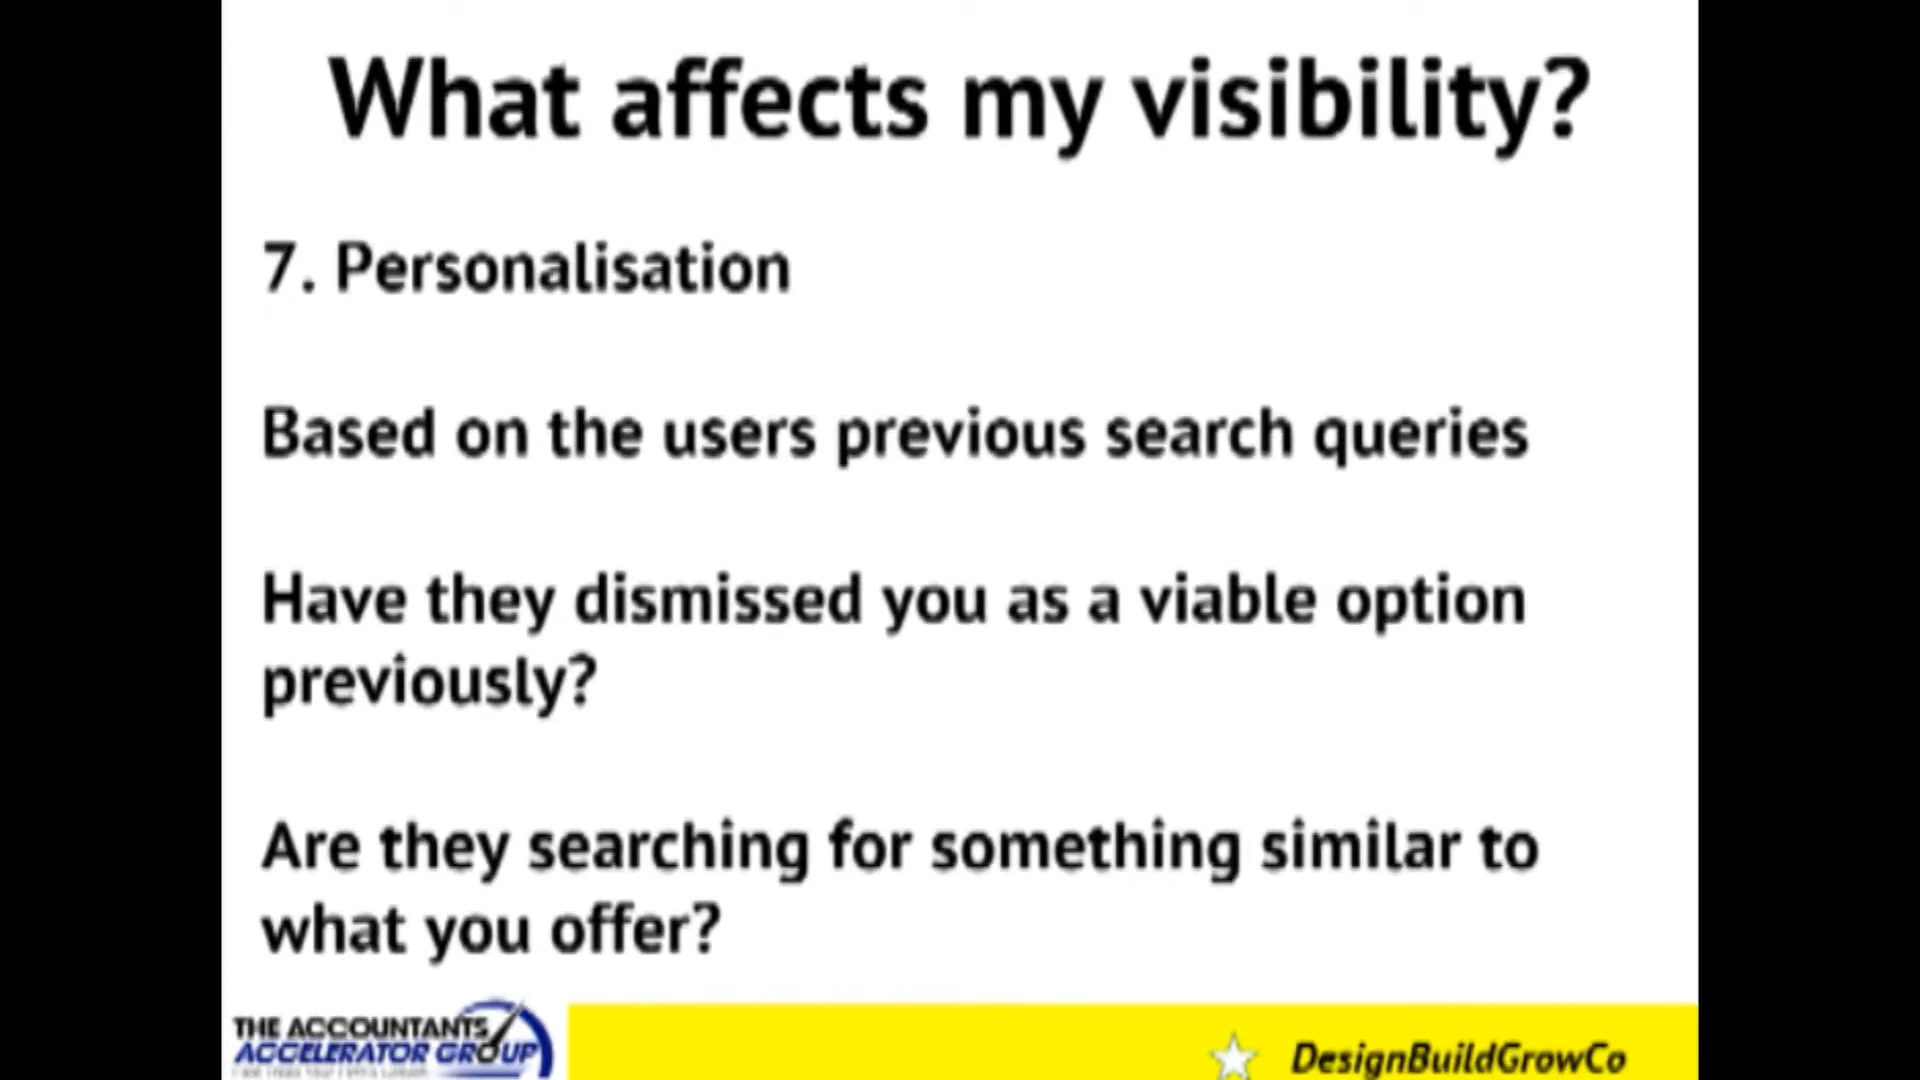 What affects my visibility?
7. Personalisation
Based on the users previous search queries
Have they dismissed you as a viable option
previously?
Are they searching for something similar to
what you offer?
THE ACCOUNTANTS
ACCELERATOR GROUP
DesignBuildGrowCo